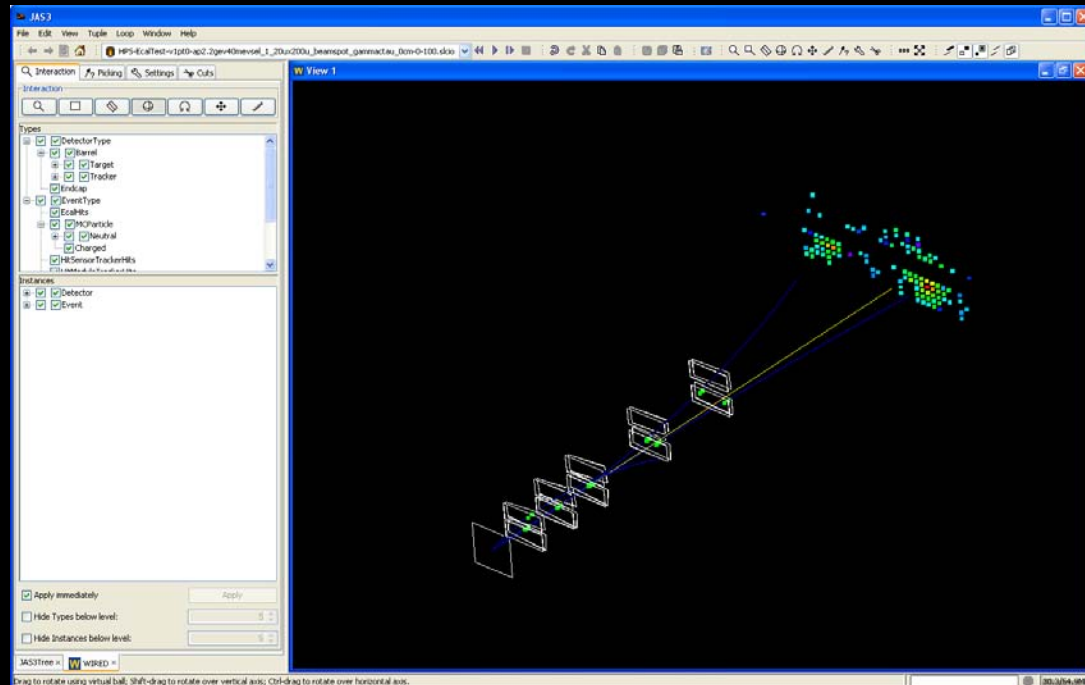 JAS3
File Edit View Tuple Loop Window Help
HPS-EcalTest-v1pt0-ap2.2gev40mevsel_1_20ux200u_beamspot_gammactau_0cm-0-100.slcio
Interaction Picking Settings Cuts
Interaction
Types
DetectorType
Barrel
Target
Tracker
Endcap
EventType
EcalHits
MCParticle
Neutral
Charged
HitSensorTrackerHits
Instances
Detector
Event
Apply immediately Apply
Hide Types below level: 5
Hide Instances below level: 5
JAS3Tree × WIRED ×
W View 1
Drag to rotate using virtual ball; Shift-drag to rotate over vertical axis; Ctrl-drag to rotate over horizontal axis.